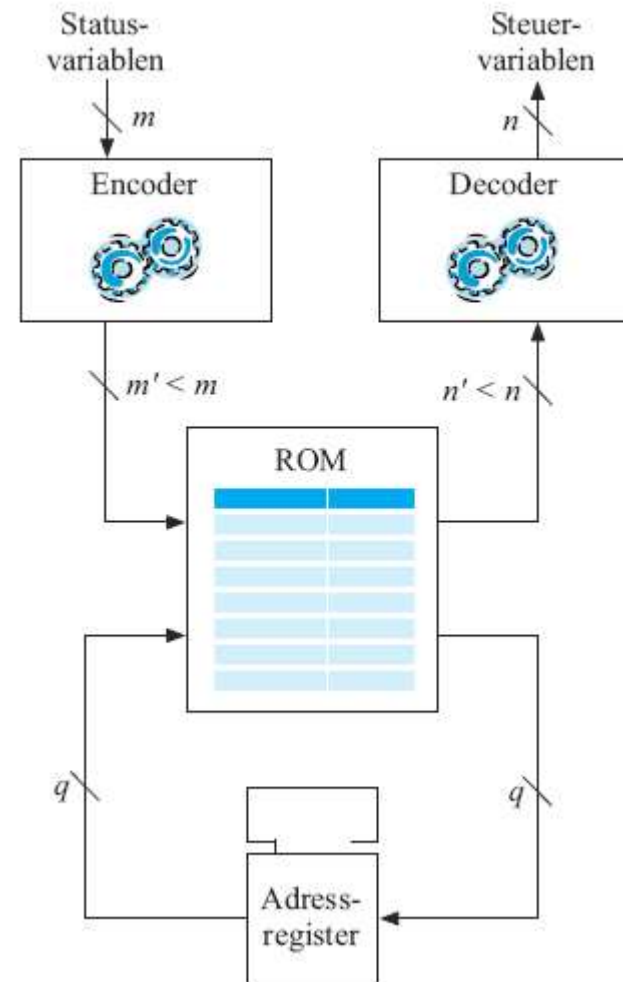 Status-
variablen
Steuer-
variablen
m
n
Encoder
Decoder
m' < m
n' < n
ROM
q
q
Adress-
register